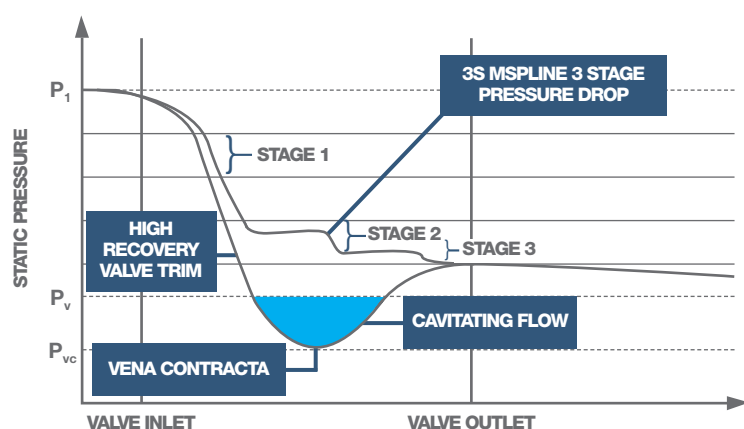 3S MSPLINE 3 STAGE
PRESSURE DROP
P1
STAGE 1
STATIC PRESSURE
HIGH
RECOVERY
VALVE TRIM
STAGE 2
STAGE 3
Pv
CAVITATING FLOW
Pvc
VENA CONTRACTA
VALVE INLET
VALVE OUTLET